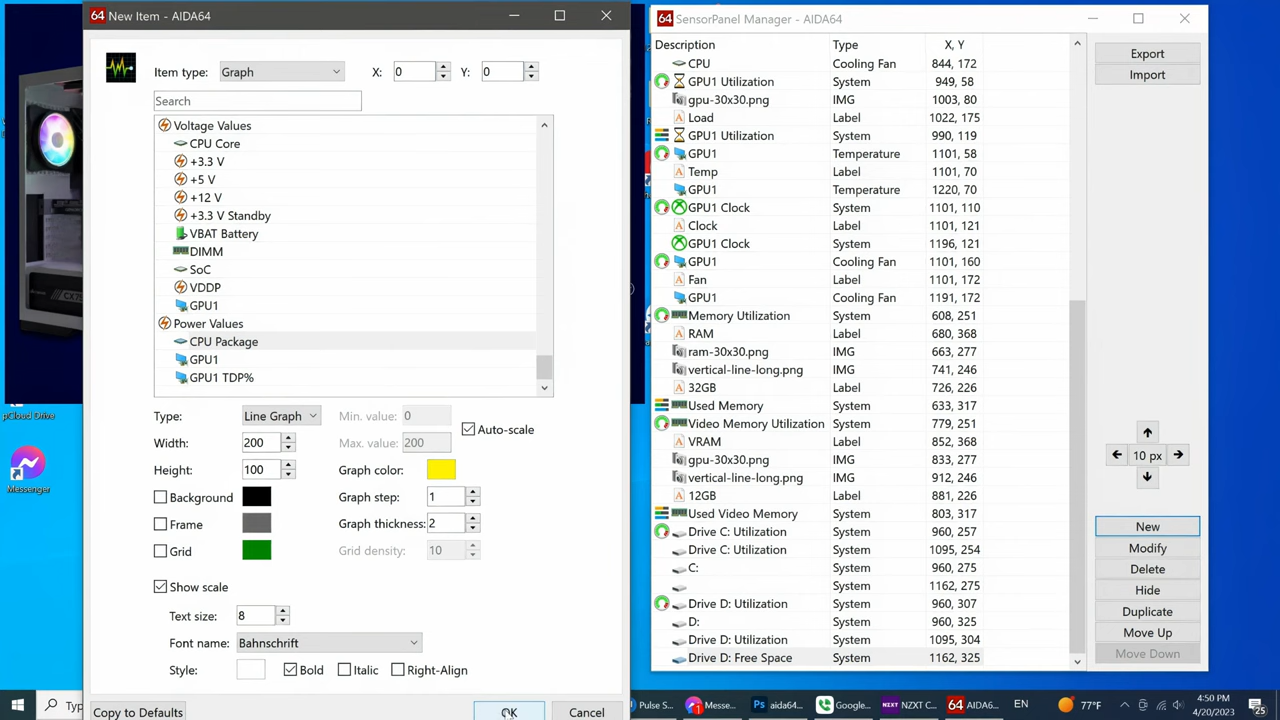 64 New Item - AIDA64
Item type: Graph X: 0 Y: 0
Search
Voltage Values
CPU Core
+3.3 V
+5 V
+12 V
+3.3 V Standby
VBAT Battery
DIMM
SoC
VDDP
GPU1
Power Values
CPU Package
GPU1
GPU1 TDP%
Type: Line Graph Min. value: 0
Auto-scale
Width: 200 Max. value: 200
Height: 100 Graph color:
Background Graph step: 1
Frame Graph thickness: 2
Grid Grid density: 10
Show scale
Text size: 8
Font name: Bahnschrift
Style: Bold Italic Right-Align
Copy to Defaults OK Cancel
64 SensorPanel Manager - AIDA64
Description Type X, Y
CPU Cooling Fan 844, 172
GPU1 Utilization System 949, 58
gpu-30x30.png IMG 1003, 80
Load Label 1022, 175
GPU1 Utilization System 990, 119
GPU1 Temperature 1101, 58
Temp Label 1101, 70
GPU1 Temperature 1220, 70
GPU1 Clock System 1101, 110
Clock Label 1101, 121
GPU1 Clock System 1196, 121
GPU1 Cooling Fan 1101, 160
Fan Label 1101, 172
GPU1 Cooling Fan 1191, 172
Memory Utilization System 608, 251
RAM Label 680, 368
ram-30x30.png IMG 663, 277
vertical-line-long.png IMG 741, 246
32GB Label 726, 226
Used Memory System 633, 317
Video Memory Utilization System 779, 251
VRAM Label 852, 368
gpu-30x30.png IMG 833, 277
vertical-line-long.png IMG 912, 246
12GB Label 881, 226
Used Video Memory System 803, 317
Drive C: Utilization System 960, 257
Drive C: Utilization System 1095, 254
C: System 960, 275
System 1162, 275
Drive D: Utilization System 960, 307
D: System 960, 325
Drive D: Utilization System 1095, 304
Drive D: Free Space System 1162, 325
Export
Import
10 px
New
Modify
Delete
Hide
Duplicate
Move Up
Move Down
pCloud Drive
Messenger
Typ
Pulse S... Messe... aida64... Google... NZXT C... 64 AIDA6... EN 77°F 4:50 PM
4/20/2023
25